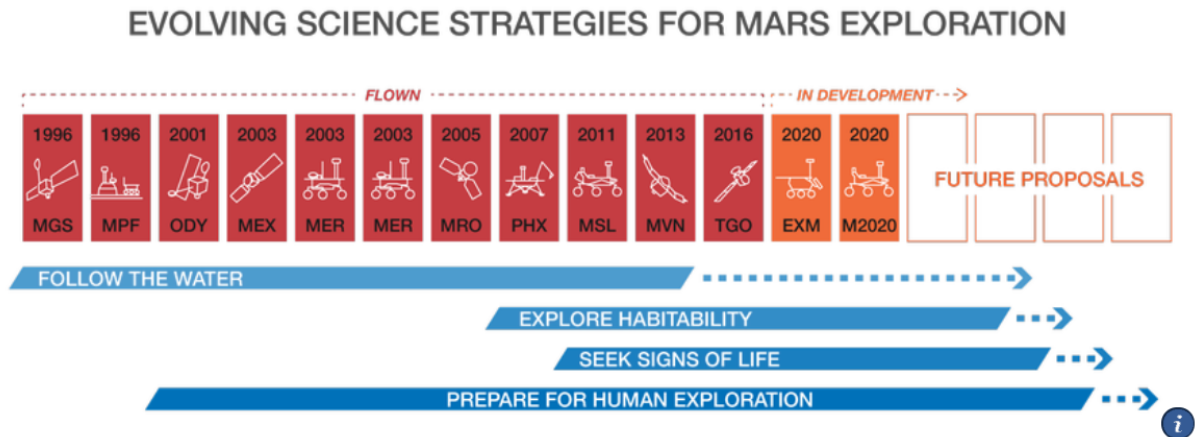 EVOLVING SCIENCE STRATEGIES FOR MARS EXPLORATION
FLOWN
IN DEVELOPMENT
1996 1996 2001 2003 2003 2003 2005 2007 2011 2013 2016 2020 2020
FUTURE PROPOSALS
MGS MPF ODY MEX MER MER MRO PHX MSL MVN TGO EXM M2020
FOLLOW THE WATER
EXPLORE HABITABILITY
SEEK SIGNS OF LIFE
PREPARE FOR HUMAN EXPLORATION
i